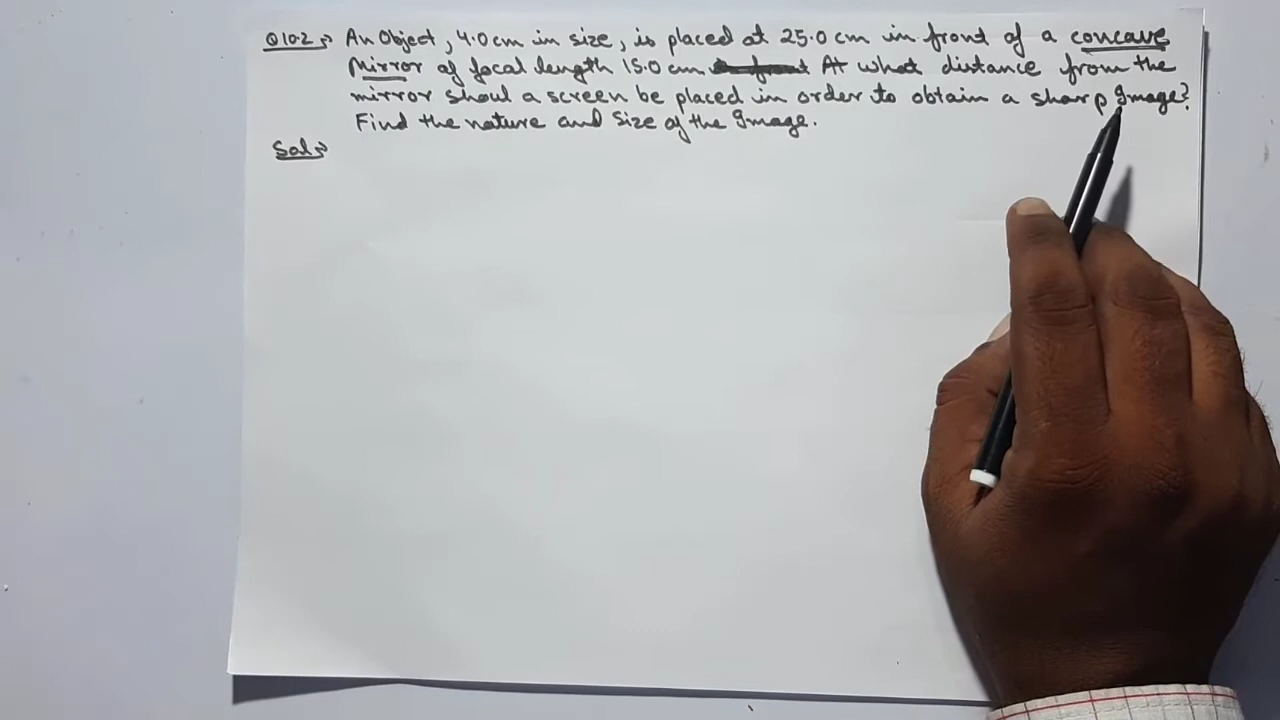 Q10.2 → An Object, 4.0 cm in size, is placed at 25.0 cm in front of a concave
Mirror of focal length 15.0 cm At what distance from the
mirror shoul a screen be placed in order to obtain a sharp Image?
Find the nature and Size of the Image.
Sol →